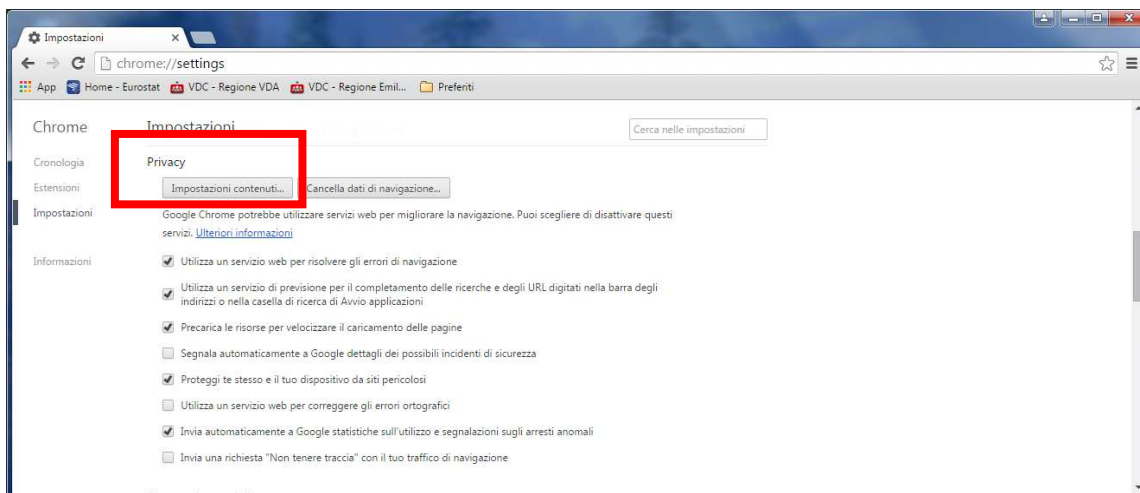 Impostazioni
chrome://settings
App Home - Eurostat VDC - Regione VDA VDC - Regione Emil... Preferiti
Chrome Impostazioni Cerca nelle impostazioni
Cronologia Privacy
Estensioni Impostazioni contenuti... Cancella dati di navigazione...
Impostazioni Google Chrome potrebbe utilizzare servizi web per migliorare la navigazione. Puoi scegliere di disattivare questi
servizi. Ulteriori informazioni
Informazioni Utilizza un servizio web per risolvere gli errori di navigazione
Utilizza un servizio di previsione per il completamento delle ricerche e degli URL digitati nella barra degli
indirizzi o nella casella di ricerca di Avvio applicazioni
Precarica le risorse per velocizzare il caricamento delle pagine
Segnala automaticamente a Google dettagli dei possibili incidenti di sicurezza
Proteggi te stesso e il tuo dispositivo da siti pericolosi
Utilizza un servizio web per correggere gli errori ortografici
Invia automaticamente a Google statistiche sull'utilizzo e segnalazioni sugli arresti anomali
Invia una richiesta "Non tenere traccia" con il tuo traffico di navigazione